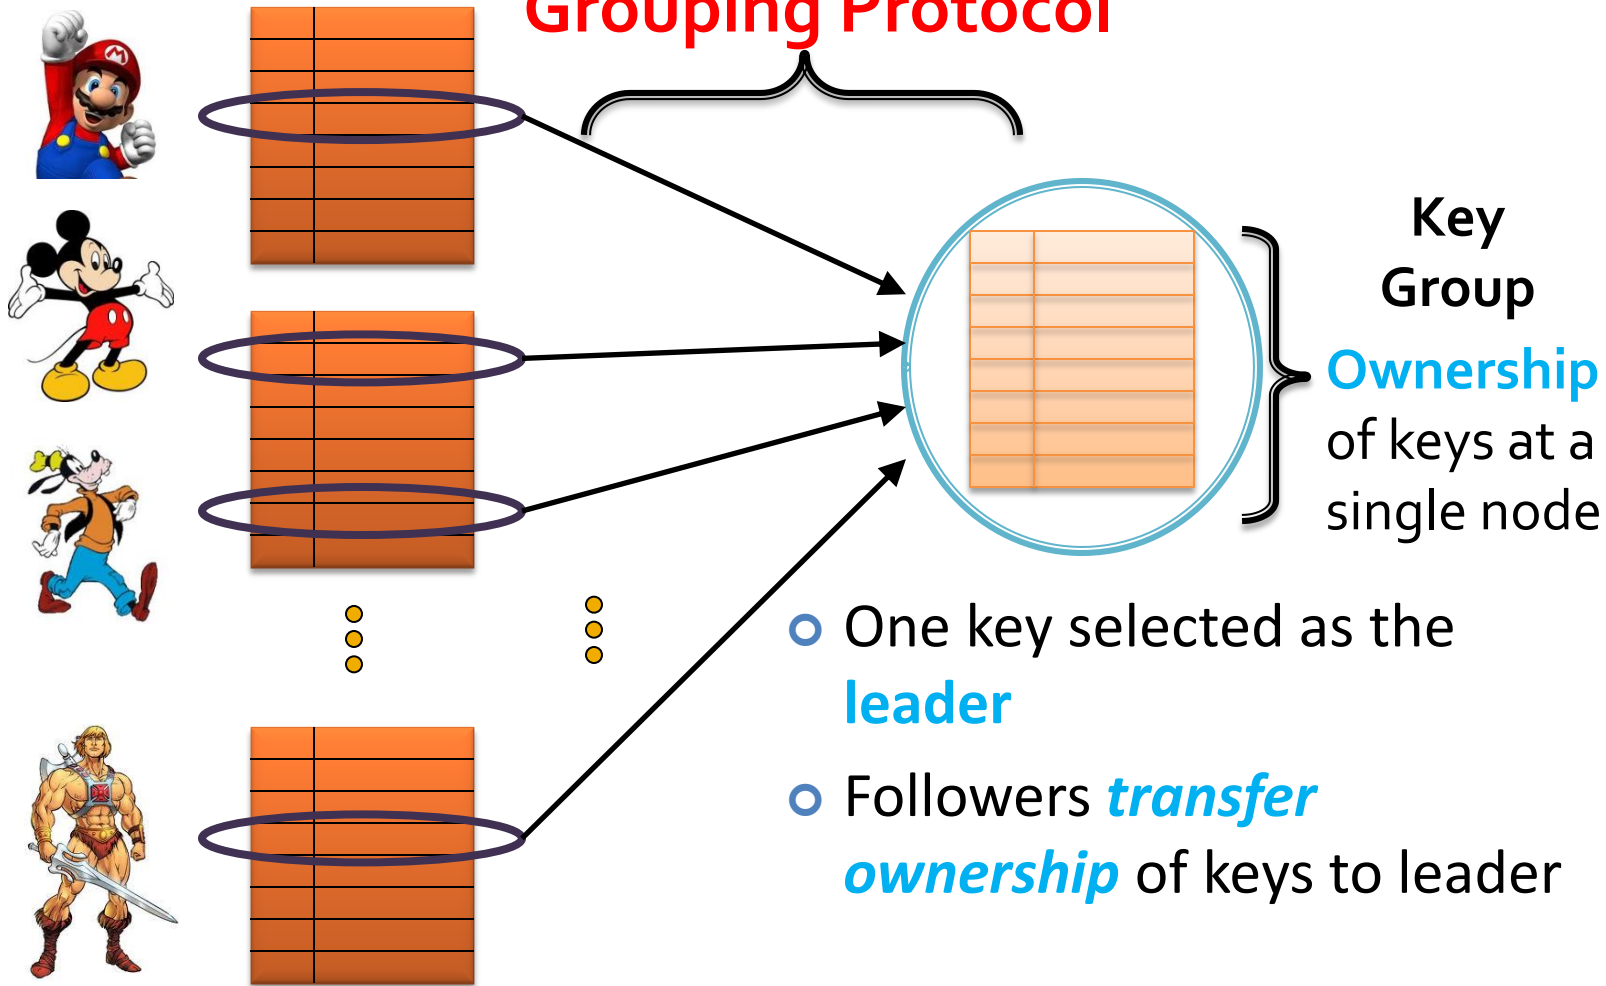 Grouping Protocol
Key
Group
Ownership
of keys at a
single node
One key selected as the
leader
Followers transfer
ownership of keys to leader